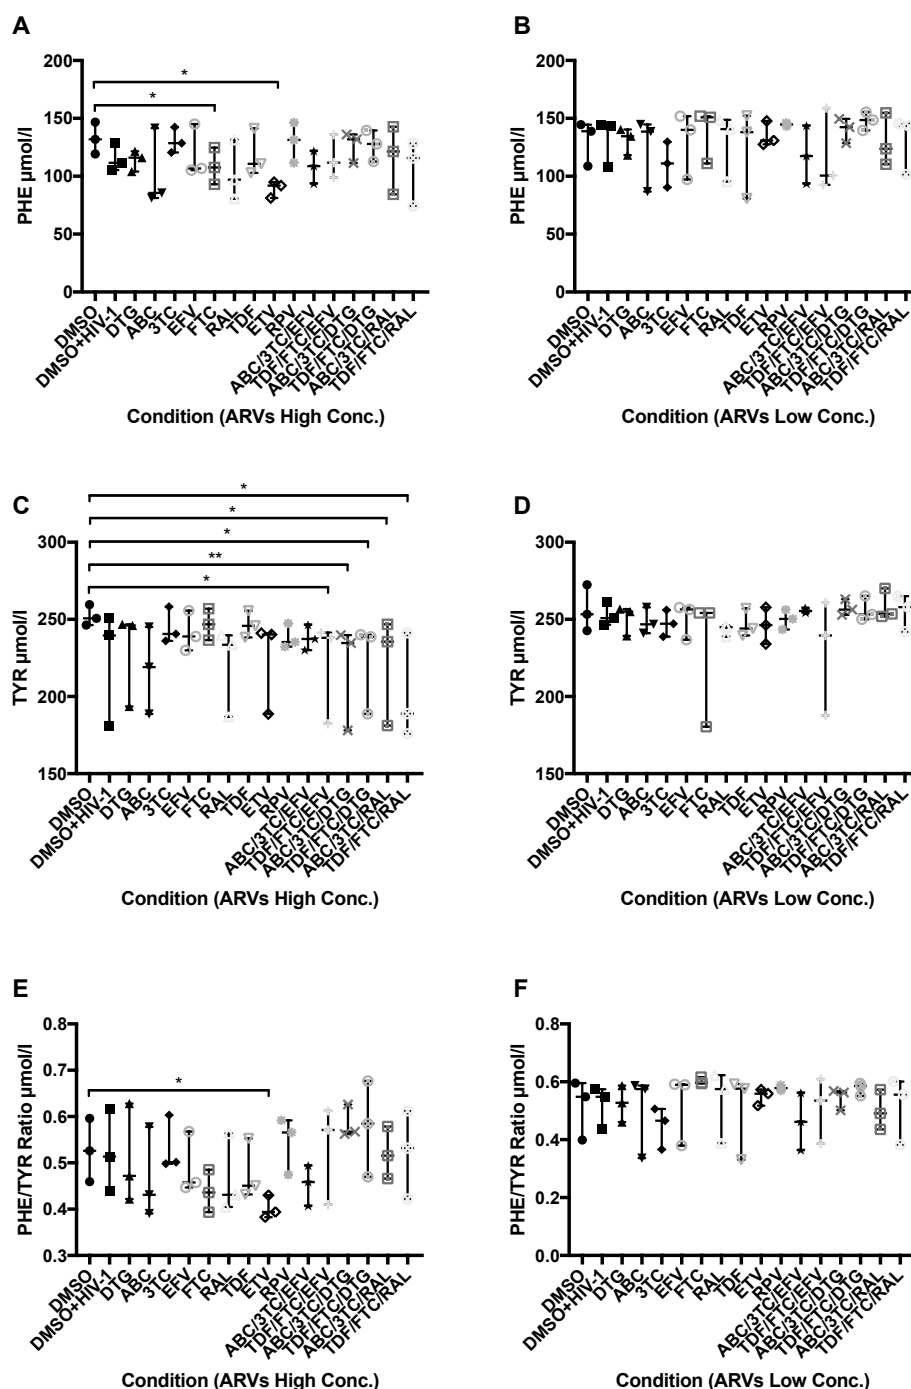 A
200
150
100
50
0
PHE µmol/l
*
*
DMSO
DMSO+HIV-1
DTG
ABC
3TC
EFV
FTC
RAL
TDF
ETV
RPV
ABC/3TC/EFV
TDF/FTC/EFV
ABC/3TC/DTG
TDF/FTC/DTG
ABC/3TC/RAL
TDF/FTC/RAL
Condition (ARVs High Conc.)
B
200
150
100
50
0
PHE µmol/l
DMSO
DMSO+HIV-1
DTG
ABC
3TC
EFV
FTC
RAL
TDF
ETV
RPV
ABC/3TC/EFV
TDF/FTC/EFV
ABC/3TC/DTG
TDF/FTC/DTG
ABC/3TC/RAL
TDF/FTC/RAL
Condition (ARVs Low Conc.)
C
300
250
200
150
TYR µmol/l
*
*
*
**
*
DMSO
DMSO+HIV-1
DTG
ABC
3TC
EFV
FTC
RAL
TDF
ETV
RPV
ABC/3TC/EFV
TDF/FTC/EFV
ABC/3TC/DTG
TDF/FTC/DTG
ABC/3TC/RAL
TDF/FTC/RAL
Condition (ARVs High Conc.)
D
300
250
200
150
TYR µmol/l
DMSO
DMSO+HIV-1
DTG
ABC
3TC
EFV
FTC
RAL
TDF
ETV
RPV
ABC/3TC/EFV
TDF/FTC/EFV
ABC/3TC/DTG
TDF/FTC/DTG
ABC/3TC/RAL
TDF/FTC/RAL
Condition (ARVs Low Conc.)
E
0.8
0.7
0.6
0.5
0.4
0.3
PHE/TYR Ratio µmol/l
*
DMSO
DMSO+HIV-1
DTG
ABC
3TC
EFV
FTC
RAL
TDF
ETV
RPV
ABC/3TC/EFV
TDF/FTC/EFV
ABC/3TC/DTG
TDF/FTC/DTG
ABC/3TC/RAL
TDF/FTC/RAL
Condition (ARVs High Conc.)
F
0.8
0.6
0.4
0.2
0.0
PHE/TYR Ratio µmol/l
DMSO
DMSO+HIV-1
DTG
ABC
3TC
EFV
FTC
RAL
TDF
ETV
RPV
ABC/3TC/EFV
TDF/FTC/EFV
ABC/3TC/DTG
TDF/FTC/DTG
ABC/3TC/RAL
TDF/FTC/RAL
Condition (ARVs Low Conc.)